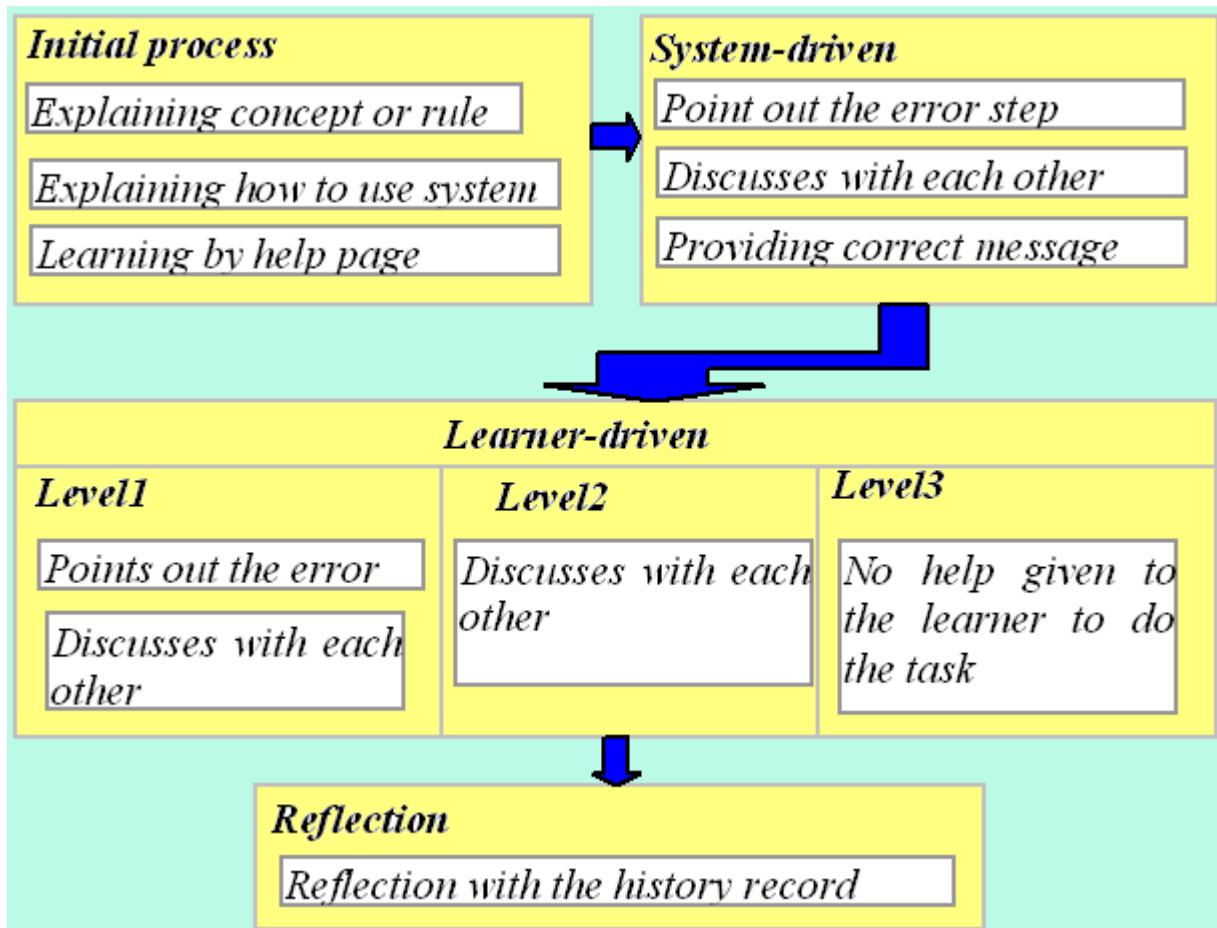 Initial process
Explaining concept or rule
Explaining how to use system
Learning by help page
System-driven
Point out the error step
Discusses with each other
Providing correct message
Learner-driven
Level1
Points out the error
Discusses with each
other
Level2
Discusses with each
other
Level3
No help given to
the learner to do
the task
Reflection
Reflection with the history record